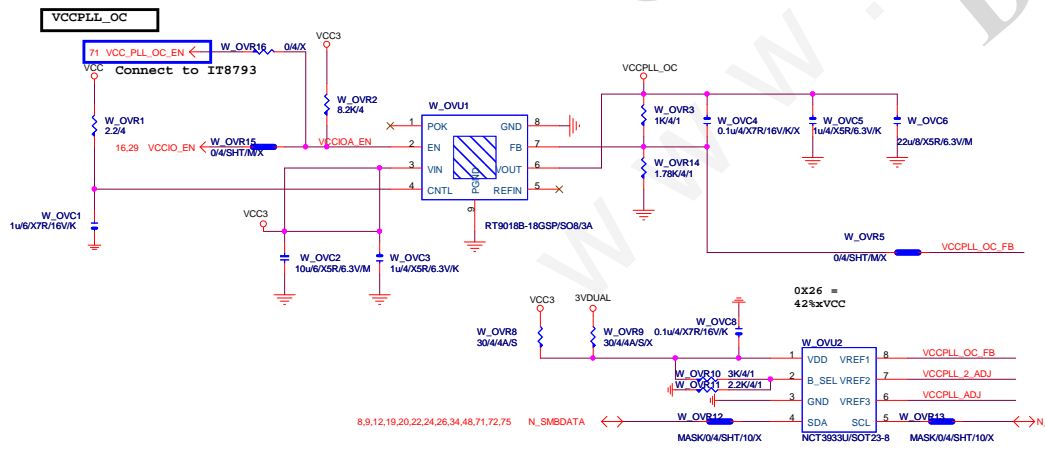 VCCPLL_OC
71 VCC_PLL_OC_EN
W_OVR16
0/4/X
Connect to IT8793
VCC
VCC3
W_OVR1
2.2/4
W_OVR2
8.2K/4
16,29 VCCIO_EN
W_OVR15
0/4/SHT/M/X
VCCIOA_EN
W_OVU1
1 POK
2 EN
3 VIN
4 CNTL
GND 8
FB 7
VOUT 6
REFIN 5
PGND
9
RT9018B-18GSP/SO8/3A
VCCPLL_OC
W_OVR3
1K/4/1
W_OVC4
0.1u/4/X7R/16V/K/X
W_OVC5
1u/4/X5R/6.3V/K
W_OVC6
22u/8/X5R/6.3V/M
W_OVR14
1.78K/4/1
W_OVC1
1u/6/X7R/16V/K
VCC3
W_OVC2
10u/6/X5R/6.3V/M
W_OVC3
1u/4/X5R/6.3V/K
W_OVR5
0/4/SHT/M/X
VCCPLL_OC_FB
0X26 =
42%xVCC
VCC3
3VDUAL
W_OVR8
30/4/4A/S
W_OVR9
30/4/4A/S/X
W_OVC8
0.1u/4/X7R/16V/K
W_OVU2
1 VDD
2 B_SEL
3 GND
4 SDA
VREF1 8
VREF2 7
VREF3 6
SCL 5
VCCPLL_OC_FB
VCCPLL_2_ADJ
VCCPLL_ADJ
W_OVR10 3K/4/1
W_OVR11 2.2K/4/1
8,9,12,19,20,22,24,26,34,48,71,72,75 N_SMBDATA
W_OVR12
MASK/0/4/SHT/10/X
NCT3933U/SOT23-8
W_OVR13
MASK/0/4/SHT/10/X
N_
w w w .